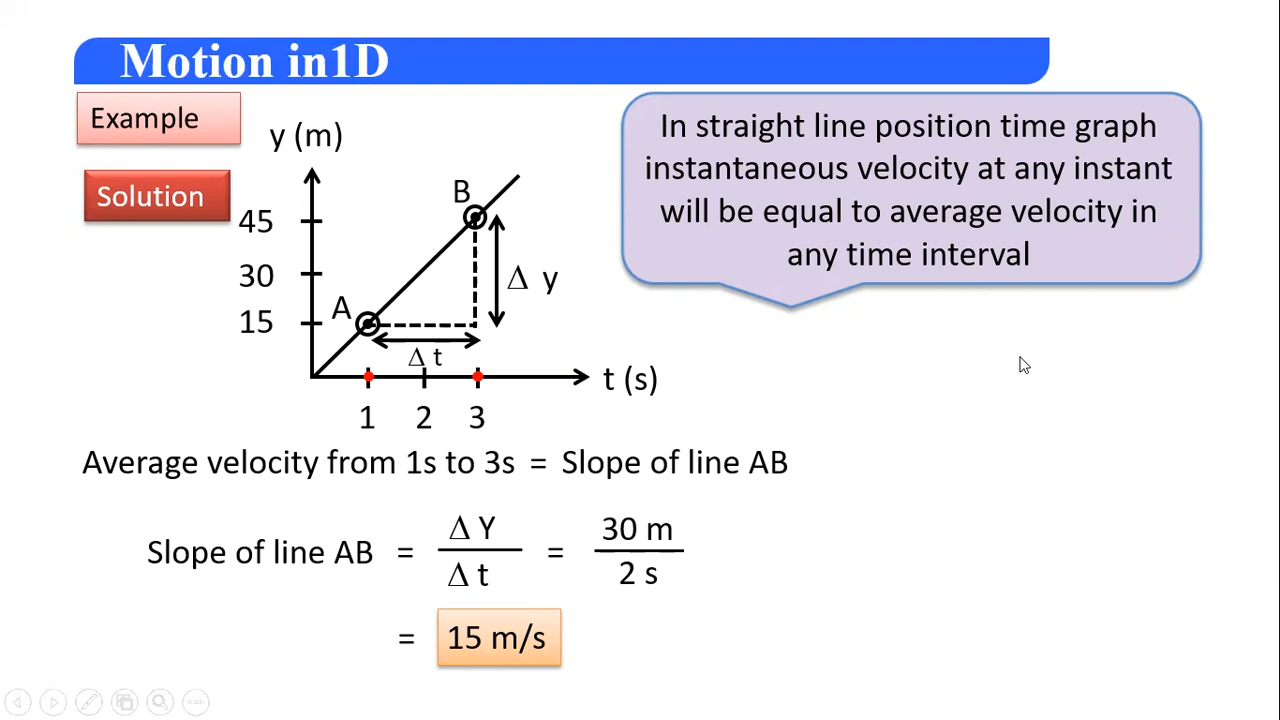 Motion in1D
Example
Solution
y (m)
45
30
15
A
B
Δ y
Δ t
t (s)
1 2 3
In straight line position time graph
instantaneous velocity at any instant
will be equal to average velocity in
any time interval
Average velocity from 1s to 3s = Slope of line AB
Slope of line AB = Δ Y / Δ t = 30 m / 2 s
= 15 m/s